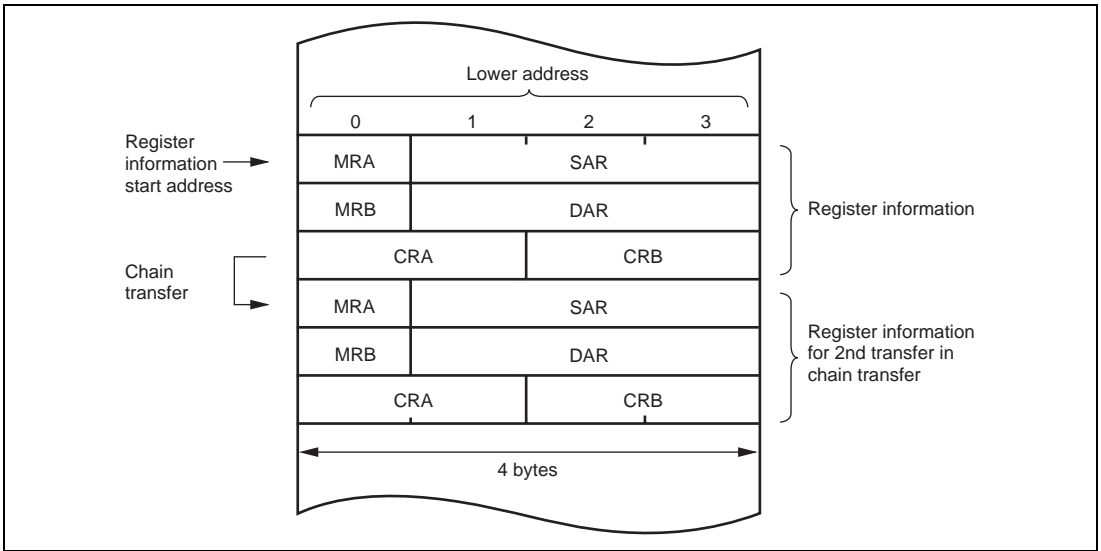 Lower address
0 1 2 3
Register
information
start address
MRA SAR
MRB DAR
CRA CRB
Register information
Chain
transfer
MRA SAR
MRB DAR
CRA CRB
Register information
for 2nd transfer in
chain transfer
4 bytes